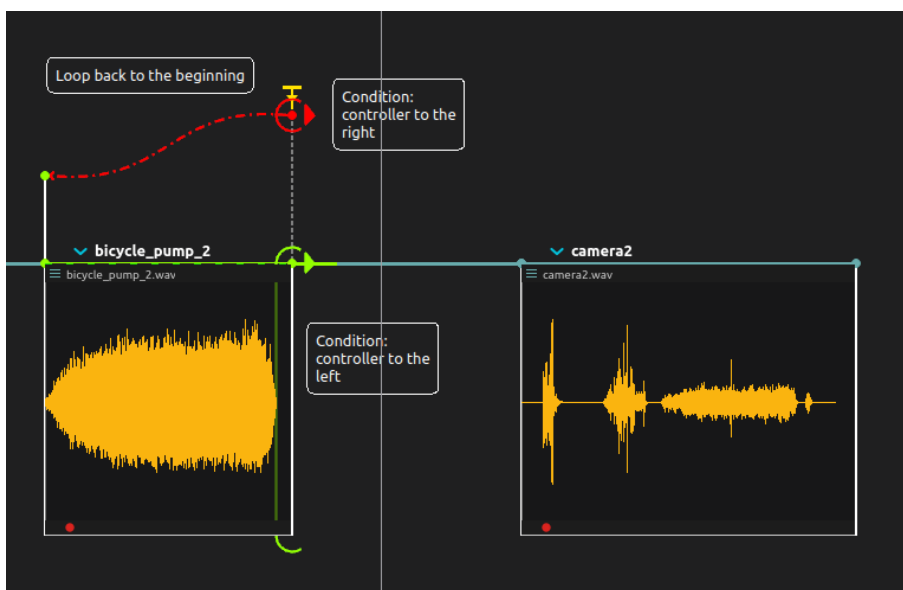 Loop back to the beginning
Condition:
controller to the
right
bicycle_pump_2
camera2
bicycle_pump_2.wav
camera2.wav
Condition:
controller to the
left